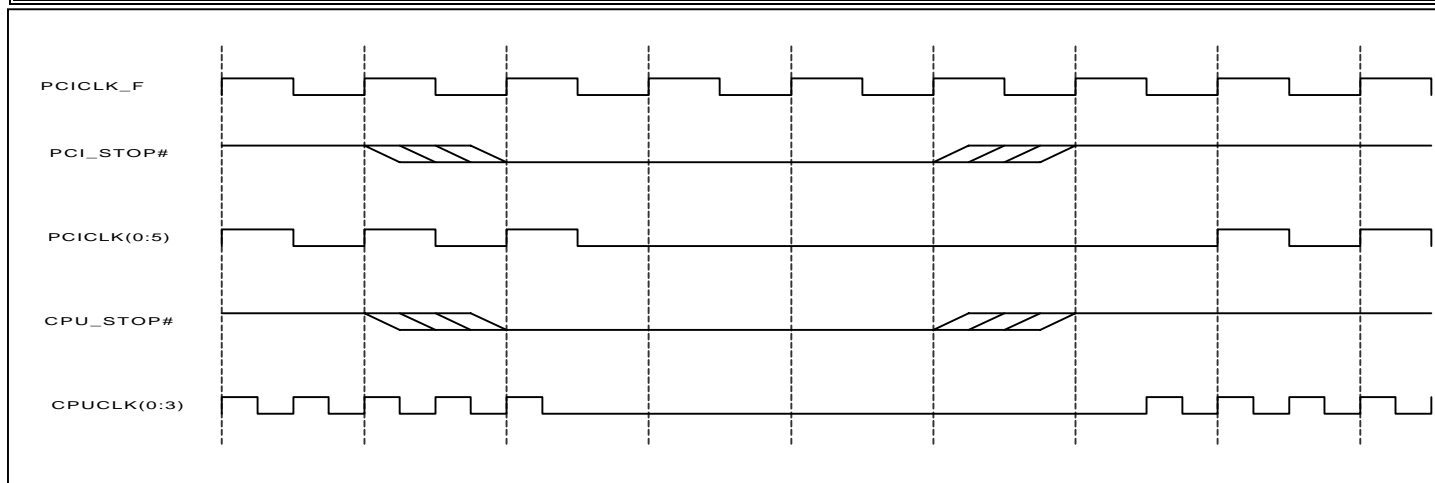 PCICLK_F
PCI_STOP#
PCICLK(0:5)
CPU_STOP#
CPUCLK(0:3)